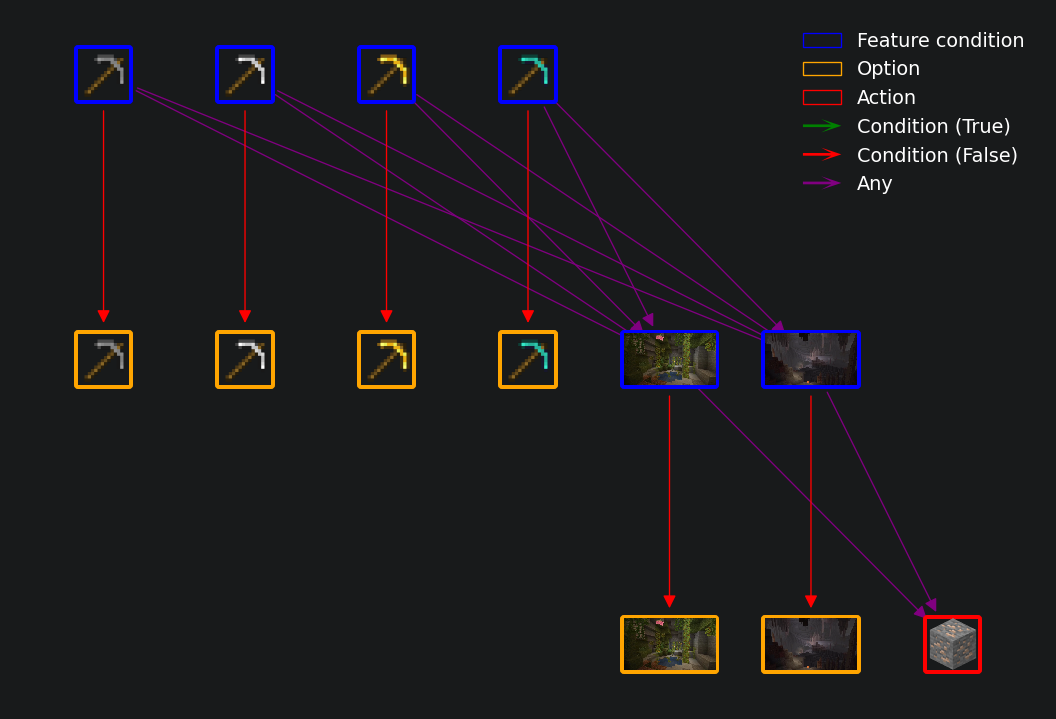 Feature condition
Option
Action
Condition (True)
Condition (False)
Any